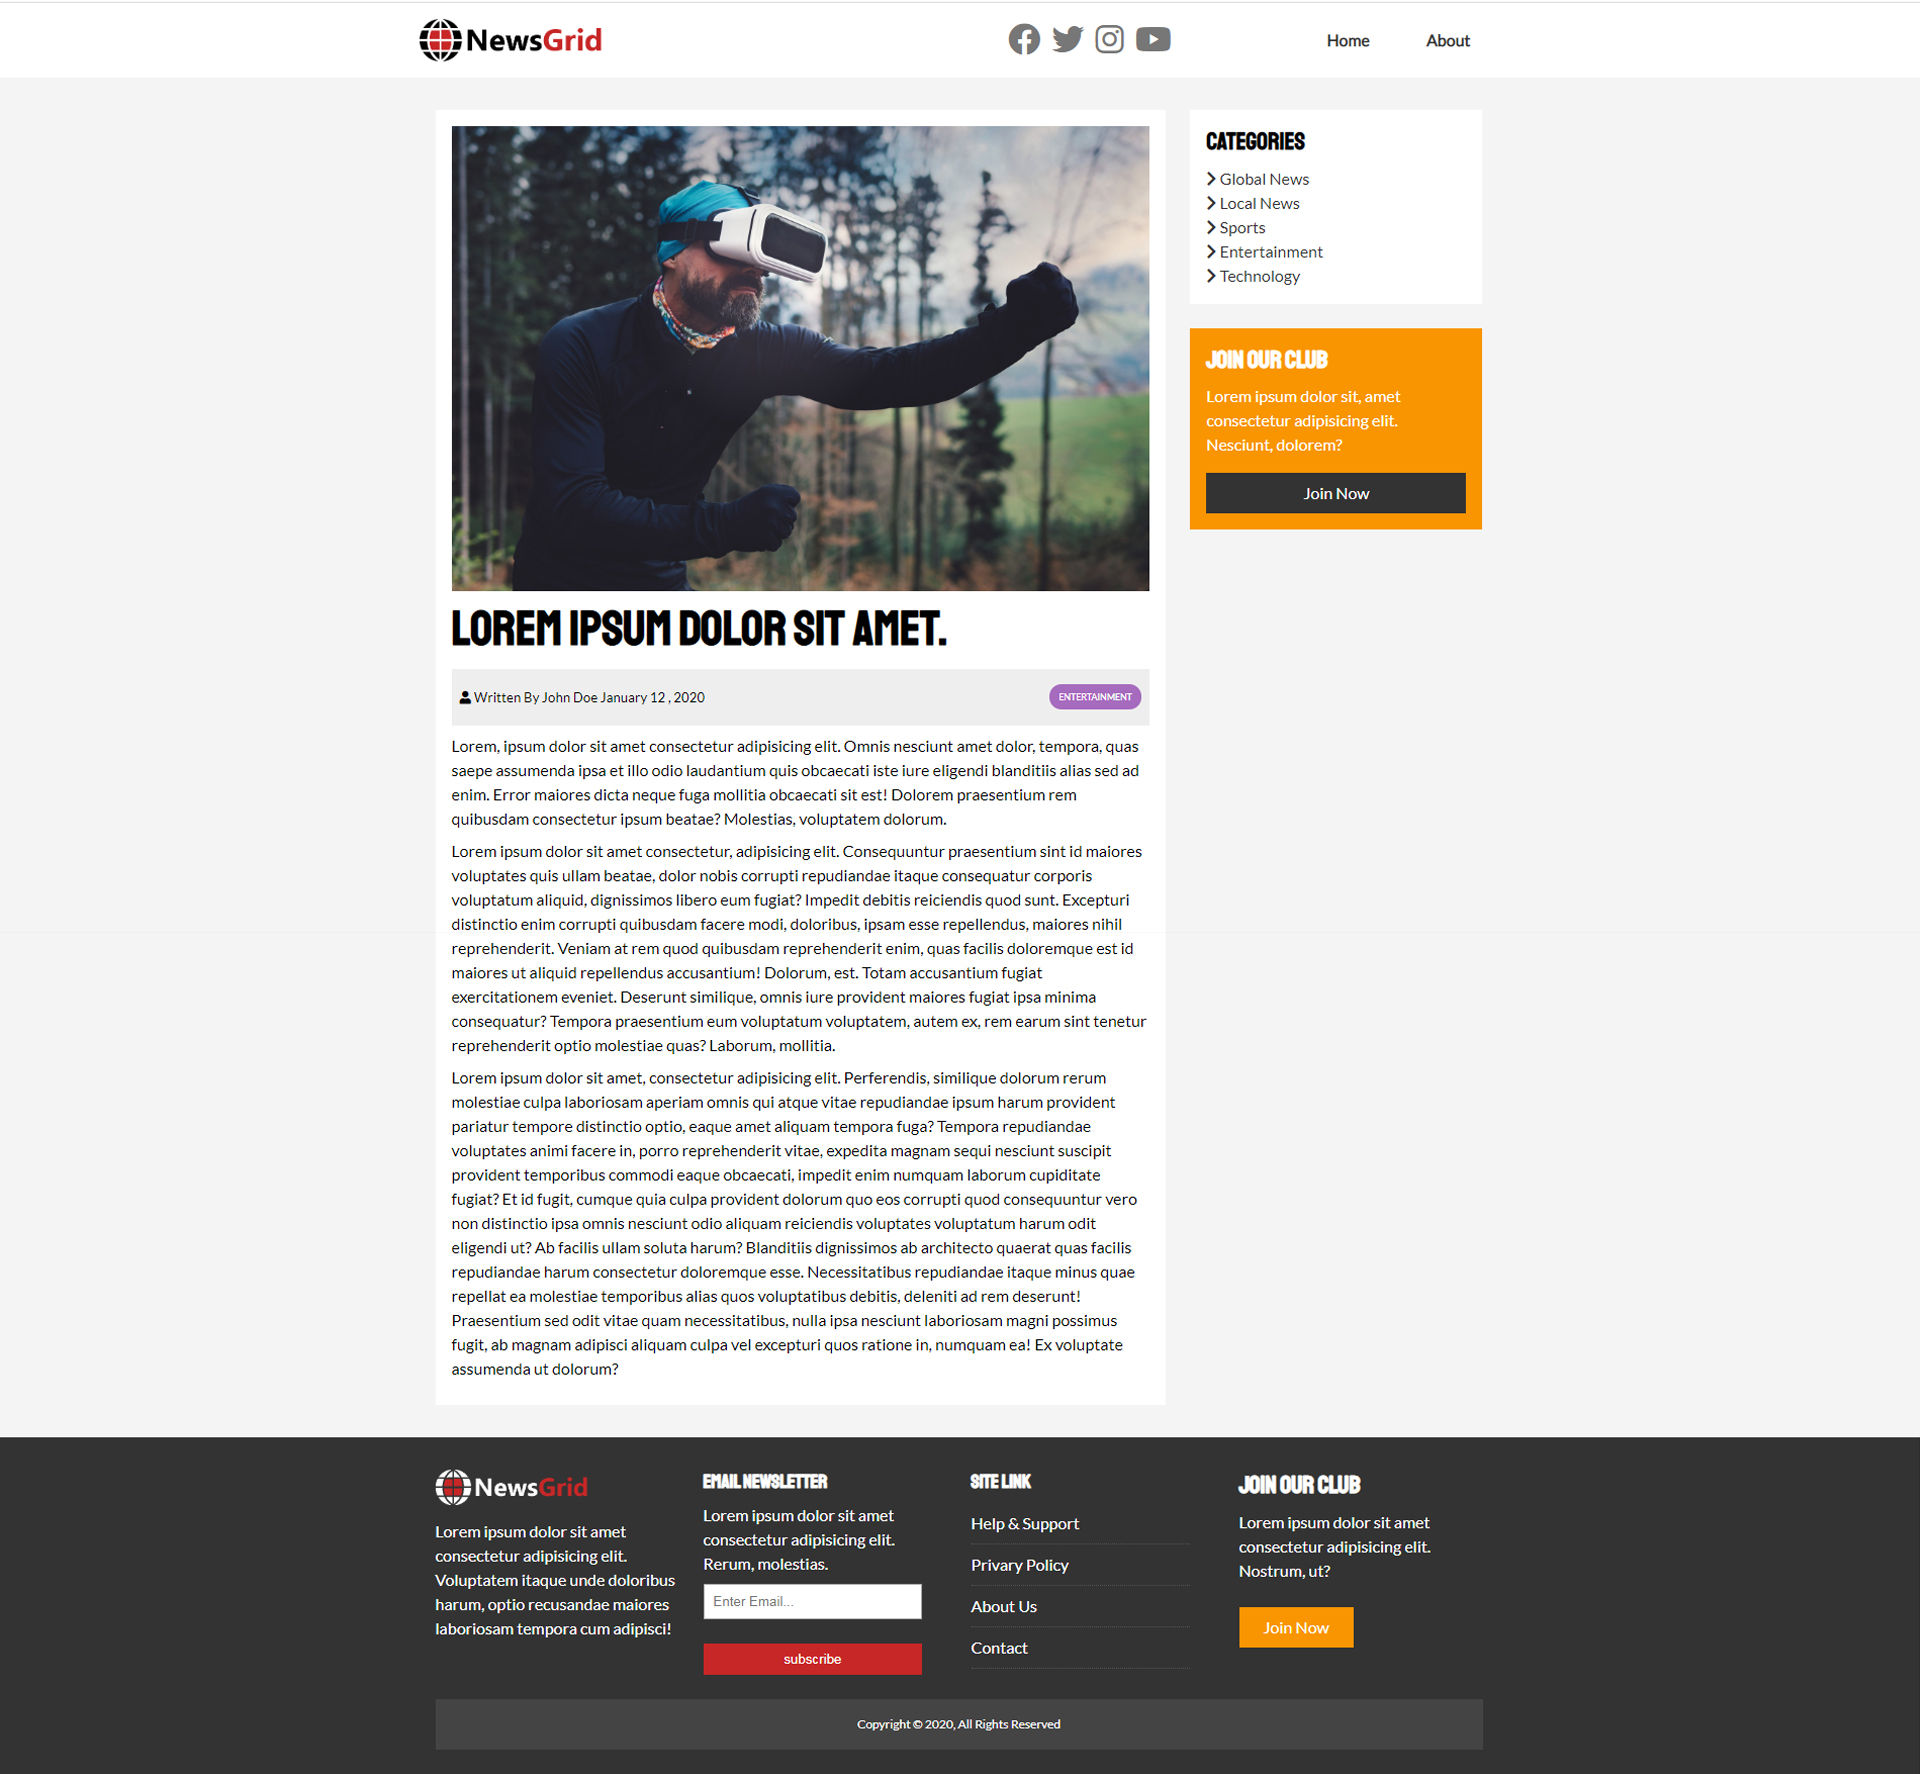 NewsGrid
Home
About
CATEGORIES
Global News
Local News
Sports
Entertainment
Technology
JOIN OUR CLUB
Lorem ipsum dolor sit, amet
consectetur adipisicing elit.
Nesciunt, dolorem?
Join Now
LOREM IPSUM DOLOR SIT AMET.
Written By John Doe January 12 , 2020
ENTERTAINMENT
Lorem, ipsum dolor sit amet consectetur adipisicing elit. Omnis nesciunt amet dolor, tempora, quas
saepe assumenda ipsa et illo odio laudantium quis obcaecati iste iure eligendi blanditiis alias sed ad
enim. Error maiores dicta neque fuga mollitia obcaecati sit est! Dolorem praesentium rem
quibusdam consectetur ipsum beatae? Molestias, voluptatem dolorum.
Lorem ipsum dolor sit amet consectetur, adipisicing elit. Consequuntur praesentium sint id maiores
voluptates quis ullam beatae, dolor nobis corrupti repudiandae itaque consequatur corporis
voluptatum aliquid, dignissimos libero eum fugiat? Impedit debitis reiciendis quod sunt. Excepturi
distinctio enim corrupti quibusdam facere modi, doloribus, ipsam esse repellendus, maiores nihil
reprehenderit. Veniam at rem quod quibusdam reprehenderit enim, quas facilis doloremque est id
maiores ut aliquid repellendus accusantium! Dolorum, est. Totam accusantium fugiat
exercitationem eveniet. Deserunt similique, omnis iure provident maiores fugiat ipsa minima
consequatur? Tempora praesentium eum voluptatum voluptatem, autem ex, rem earum sint tenetur
reprehenderit optio molestiae quas? Laborum, mollitia.
Lorem ipsum dolor sit amet, consectetur adipisicing elit. Perferendis, similique dolorum rerum
molestiae culpa laboriosam aperiam omnis qui atque vitae repudiandae ipsum harum provident
pariatur tempore distinctio optio, eaque amet aliquam tempora fuga? Tempora repudiandae
voluptates animi facere in, porro reprehenderit vitae, expedita magnam sequi nesciunt suscipit
provident temporibus commodi eaque obcaecati, impedit enim numquam laborum cupiditate
fugiat? Et id fugit, cumque quia culpa provident dolorum quo eos corrupti quod consequuntur vero
non distinctio ipsa omnis nesciunt odio aliquam reiciendis voluptates voluptatum harum odit
eligendi ut? Ab facilis ullam soluta harum? Blanditiis dignissimos ab architecto quaerat quas facilis
repudiandae harum consectetur doloremque esse. Necessitatibus repudiandae itaque minus quae
repellat ea molestiae temporibus alias quos voluptatibus debitis, deleniti ad rem deserunt!
Praesentium sed odit vitae quam necessitatibus, nulla ipsa nesciunt laboriosam magni possimus
fugit, ab magnam adipisci aliquam culpa vel excepturi quos ratione in, numquam ea! Ex voluptate
assumenda ut dolorum?
NewsGrid
Lorem ipsum dolor sit amet
consectetur adipisicing elit.
Voluptatem itaque unde doloribus
harum, optio recusandae maiores
laboriosam tempora cum adipisci!
EMAIL NEWSLETTER
Lorem ipsum dolor sit amet
consectetur adipisicing elit.
Rerum, molestias.
Enter Email...
subscribe
SITE LINK
Help & Support
Privary Policy
About Us
Contact
JOIN OUR CLUB
Lorem ipsum dolor sit amet
consectetur adipisicing elit.
Nostrum, ut?
Join Now
Copyright © 2020, All Rights Reserved